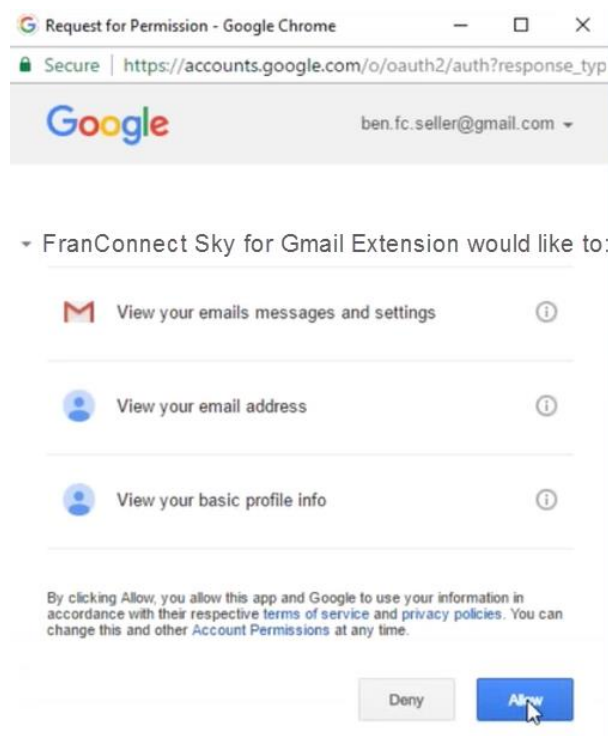 Request for Permission - Google Chrome
Secure | https://accounts.google.com/o/oauth2/auth?response_typ
Google
ben.fc.seller@gmail.com
FranConnect Sky for Gmail Extension would like to:
View your emails messages and settings
View your email address
View your basic profile info
By clicking Allow, you allow this app and Google to use your information in
accordance with their respective terms of service and privacy policies. You can
change this and other Account Permissions at any time.
Deny
Allow